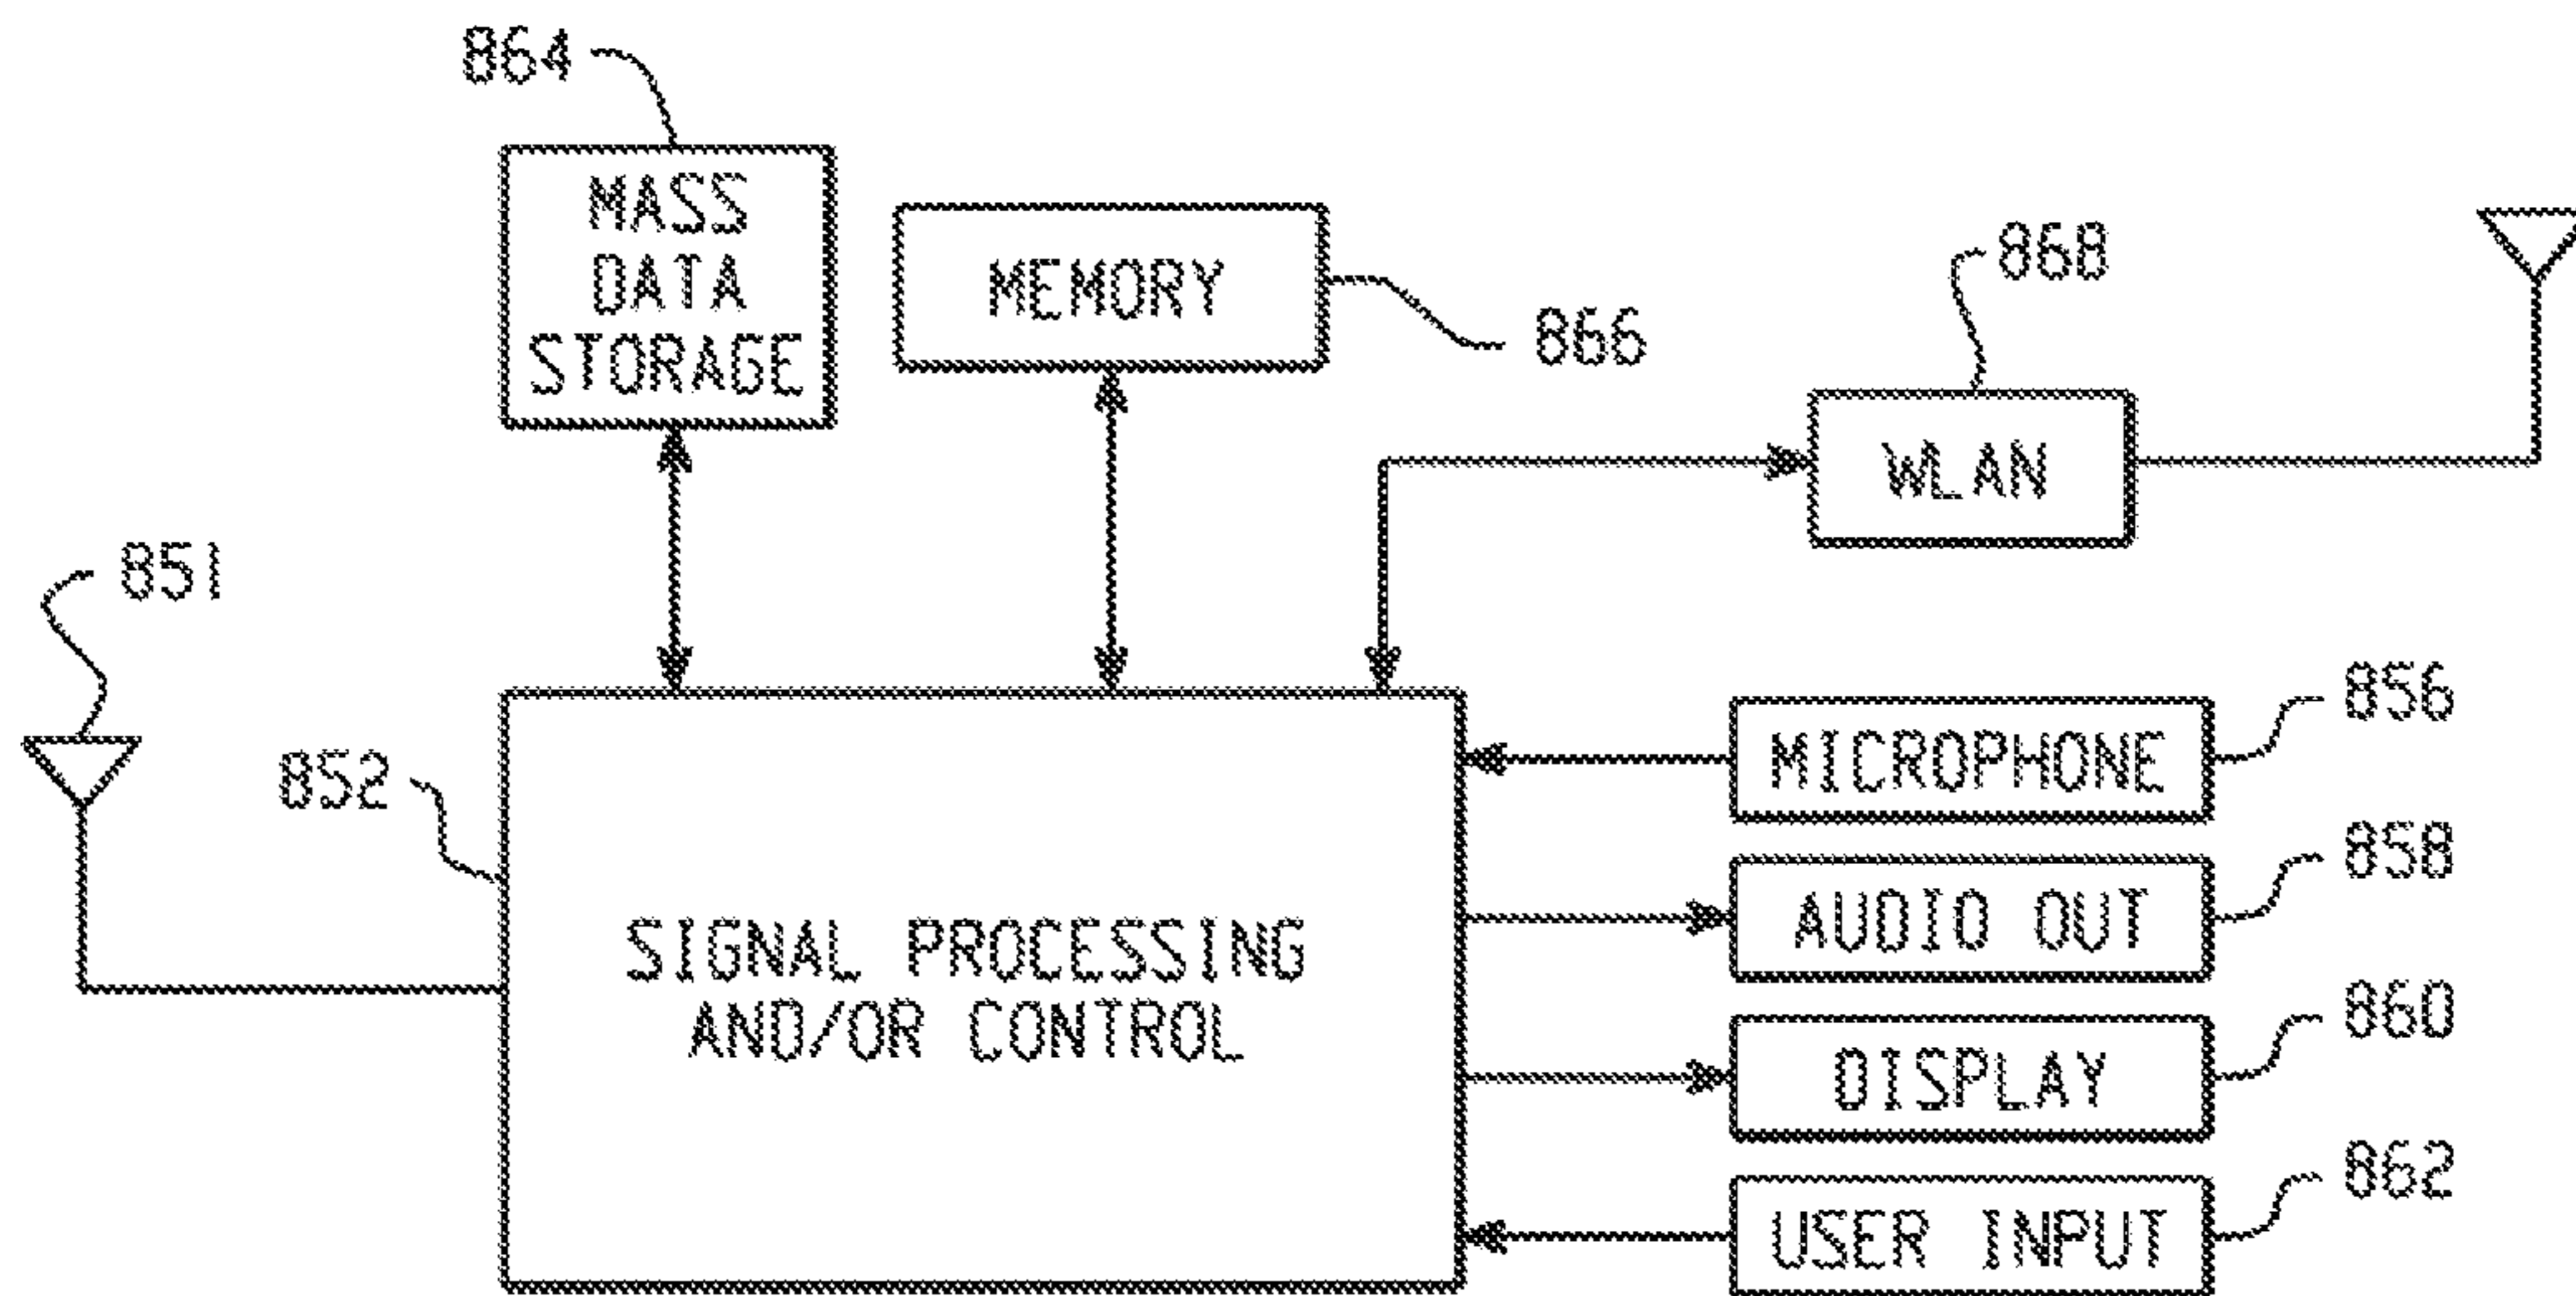 864
MASS
DATA
STORAGE
MEMORY
866
868
WLAN
851
852
SIGNAL PROCESSING
AND/OR CONTROL
MICROPHONE
856
AUDIO OUT
858
DISPLAY
860
USER INPUT
862